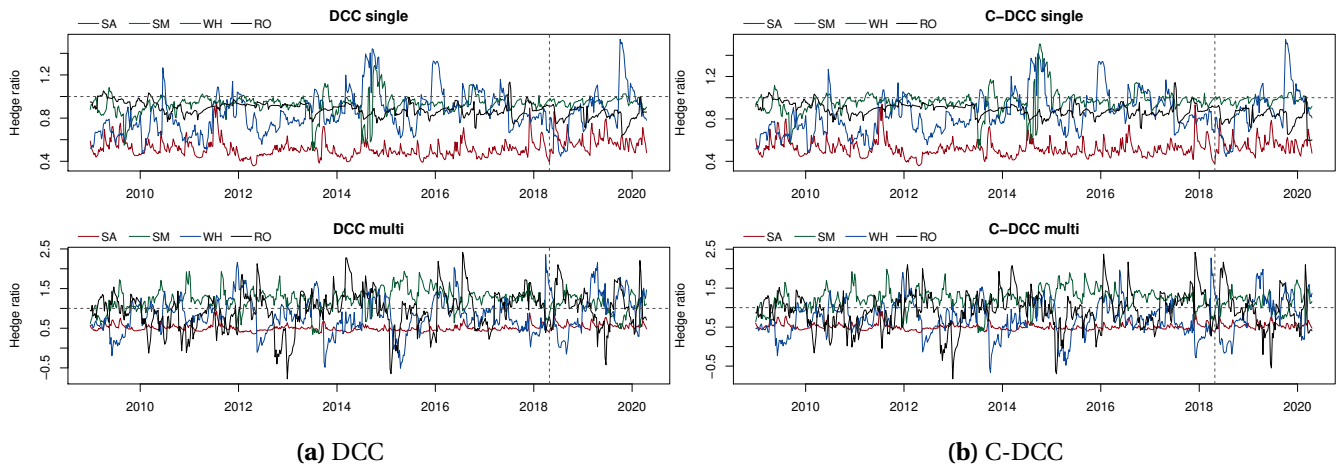 DCC single
SA SM WH RO
Hedge ratio
0.4 0.8 1.2
2010 2012 2014 2016 2018 2020
DCC multi
SA SM WH RO
Hedge ratio
−0.5 0.5 1.5 2.5
2010 2012 2014 2016 2018 2020
(a) DCC
C−DCC single
SA SM WH RO
Hedge ratio
0.4 0.8 1.2
2010 2012 2014 2016 2018 2020
C−DCC multi
SA SM WH RO
Hedge ratio
−0.5 0.5 1.5 2.5
2010 2012 2014 2016 2018 2020
(b) C-DCC